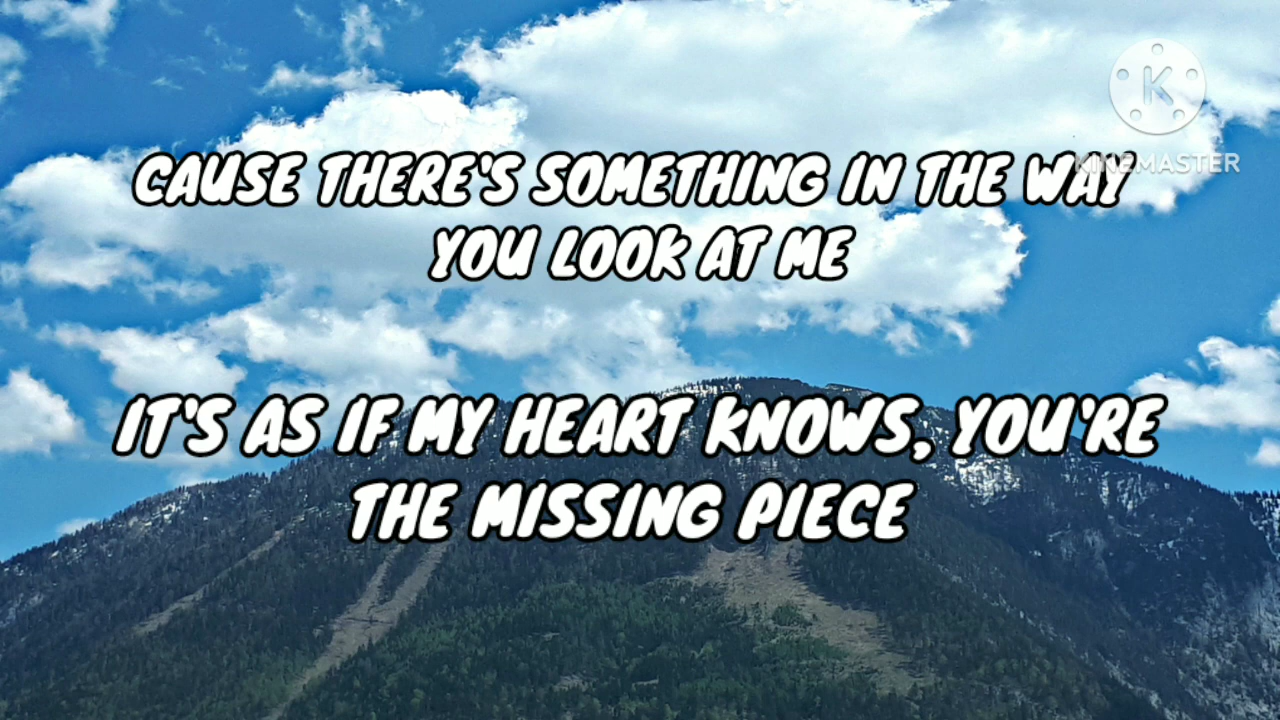 CAUSE THERE'S SOMETHING IN THE WAY
YOU LOOK AT ME
IT'S AS IF MY HEART KNOWS, YOU'RE
THE MISSING PIECE
K
KINEMASTER